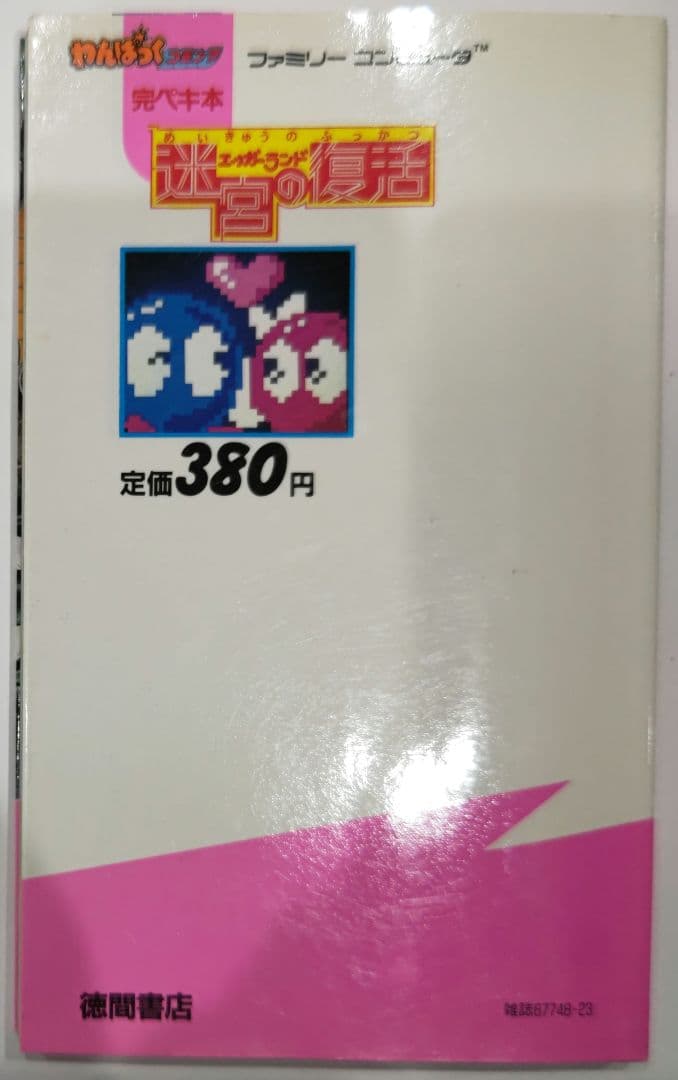 わんぱっくコミック
ファミリー コンピュータ™
完ペキ本
めいきゅうのふっかつ
エッガーランド
迷宮の復活
定価380円
徳間書店
雑誌67748-23